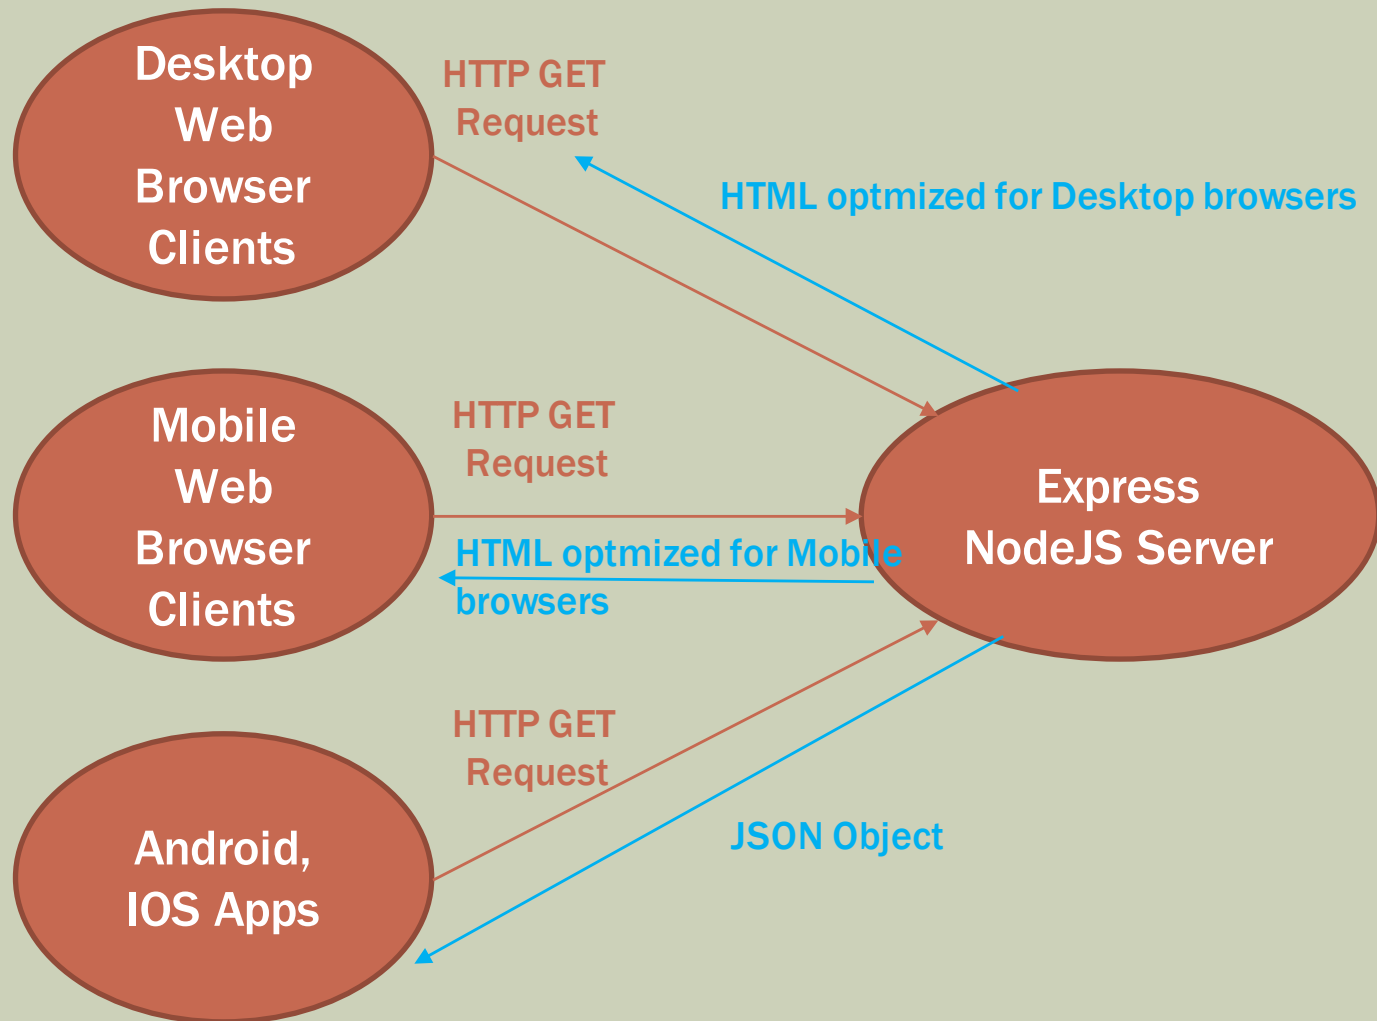 Desktop
Web
Browser
Clients
HTTP GET
Request
HTML optmized for Desktop browsers
Mobile
Web
Browser
Clients
HTTP GET
Request
HTML optmized for Mobile
browsers
Express
NodeJS Server
Android,
IOS Apps
HTTP GET
Request
JSON Object